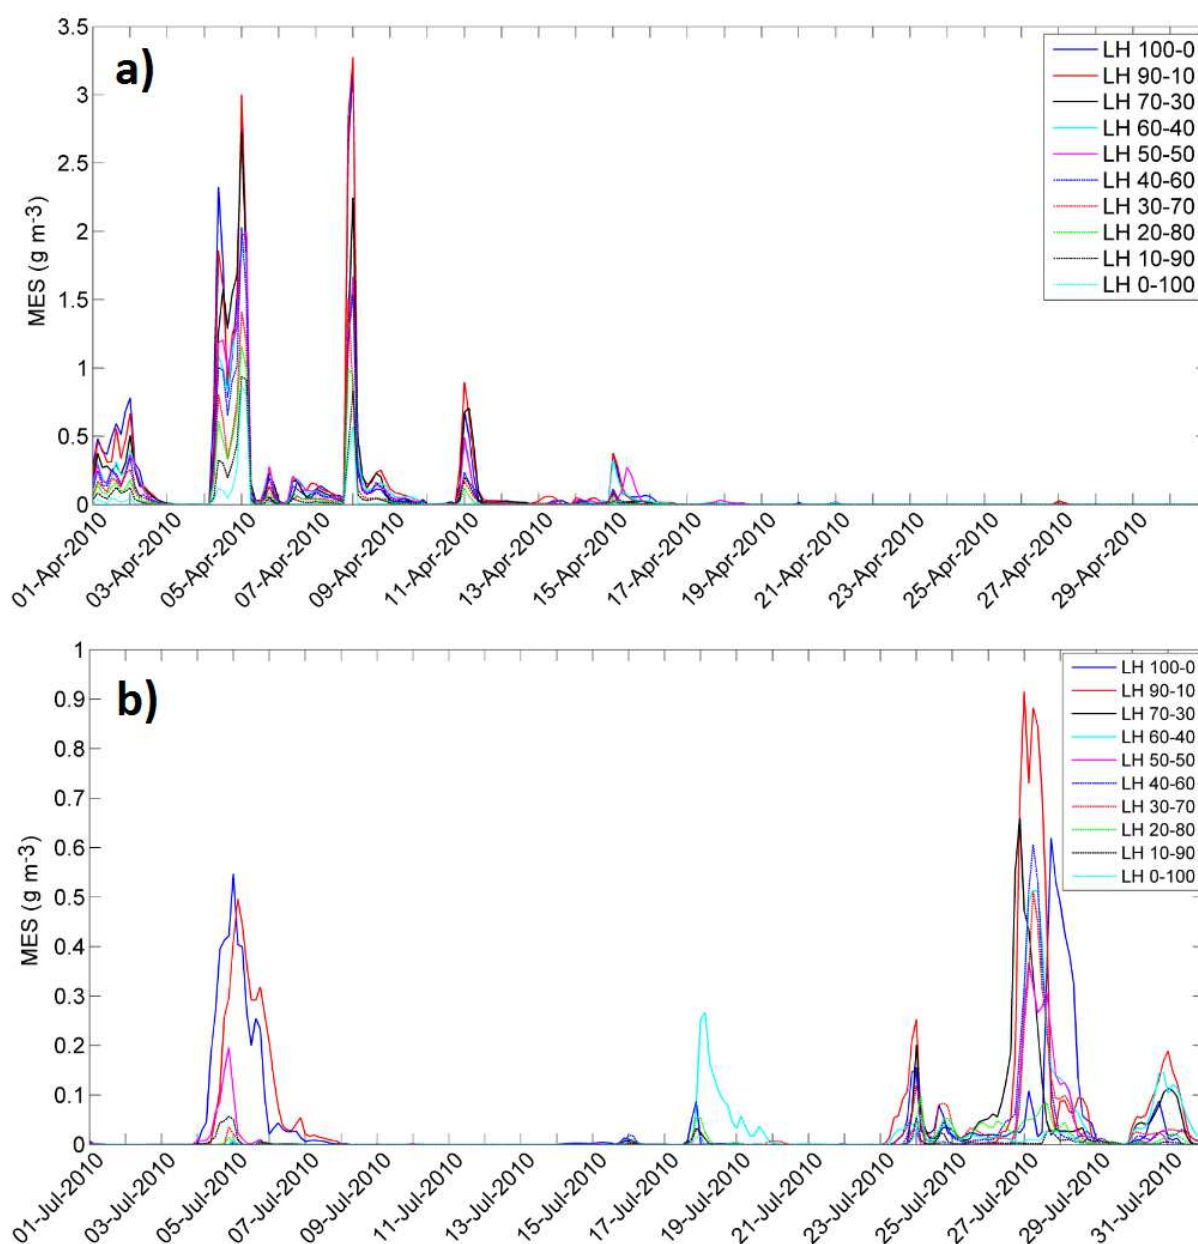 a)
MES (g m-3)
3.5
3
2.5
2
1.5
1
0.5
0
LH 100-0
LH 90-10
LH 70-30
LH 60-40
LH 50-50
LH 40-60
LH 30-70
LH 20-80
LH 10-90
LH 0-100
01-Apr-2010
03-Apr-2010
05-Apr-2010
07-Apr-2010
09-Apr-2010
11-Apr-2010
13-Apr-2010
15-Apr-2010
17-Apr-2010
19-Apr-2010
21-Apr-2010
23-Apr-2010
25-Apr-2010
27-Apr-2010
29-Apr-2010
b)
MES (g m-3)
1
0.9
0.8
0.7
0.6
0.5
0.4
0.3
0.2
0.1
0
LH 100-0
LH 90-10
LH 70-30
LH 60-40
LH 50-50
LH 40-60
LH 30-70
LH 20-80
LH 10-90
LH 0-100
01-Jul-2010
03-Jul-2010
05-Jul-2010
07-Jul-2010
09-Jul-2010
11-Jul-2010
13-Jul-2010
15-Jul-2010
17-Jul-2010
19-Jul-2010
21-Jul-2010
23-Jul-2010
25-Jul-2010
27-Jul-2010
29-Jul-2010
31-Jul-2010